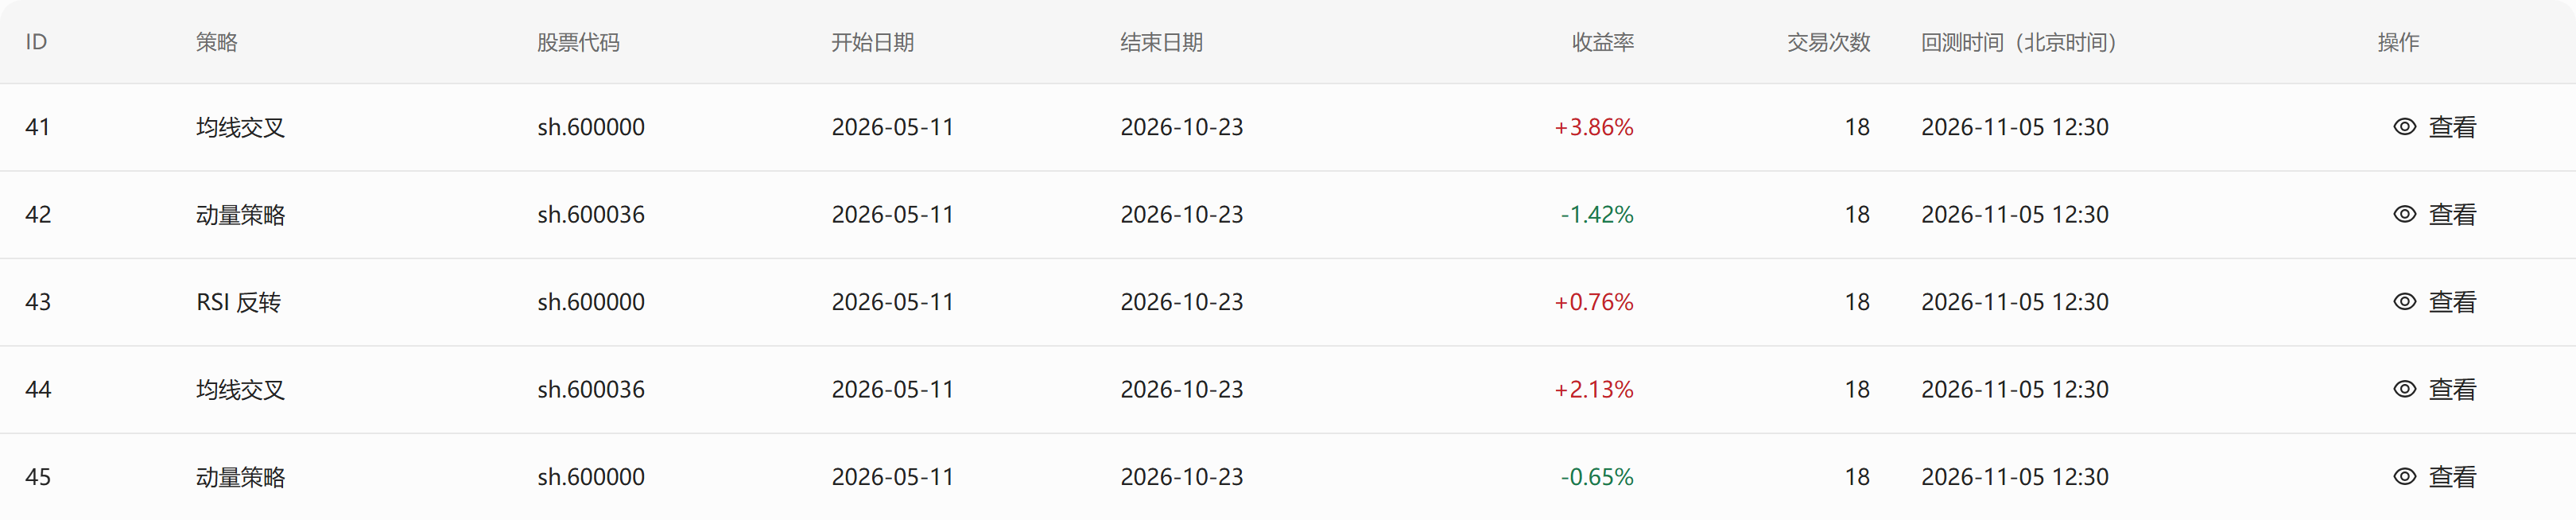 ID 策略 股票代码 开始日期 结束日期 收益率 交易次数 回测时间（北京时间） 操作
41 均线交叉 sh.600000 2026-05-11 2026-10-23 +3.86% 18 2026-11-05 12:30 查看
42 动量策略 sh.600036 2026-05-11 2026-10-23 -1.42% 18 2026-11-05 12:30 查看
43 RSI 反转 sh.600000 2026-05-11 2026-10-23 +0.76% 18 2026-11-05 12:30 查看
44 均线交叉 sh.600036 2026-05-11 2026-10-23 +2.13% 18 2026-11-05 12:30 查看
45 动量策略 sh.600000 2026-05-11 2026-10-23 -0.65% 18 2026-11-05 12:30 查看